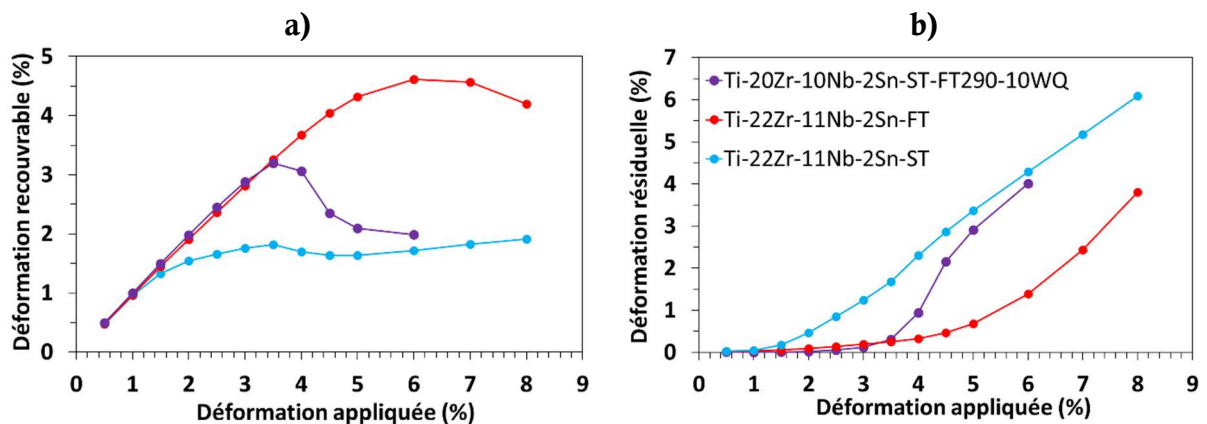 a)
b)
Déformation recouvrable (%)
5
4
3
2
1
0
0 1 2 3 4 5 6 7 8 9
Déformation appliquée (%)
Déformation résiduelle (%)
7
6
5
4
3
2
1
0
Ti-20Zr-10Nb-2Sn-ST-FT290-10WQ
Ti-22Zr-11Nb-2Sn-FT
Ti-22Zr-11Nb-2Sn-ST
0 1 2 3 4 5 6 7 8 9
Déformation appliquée (%)